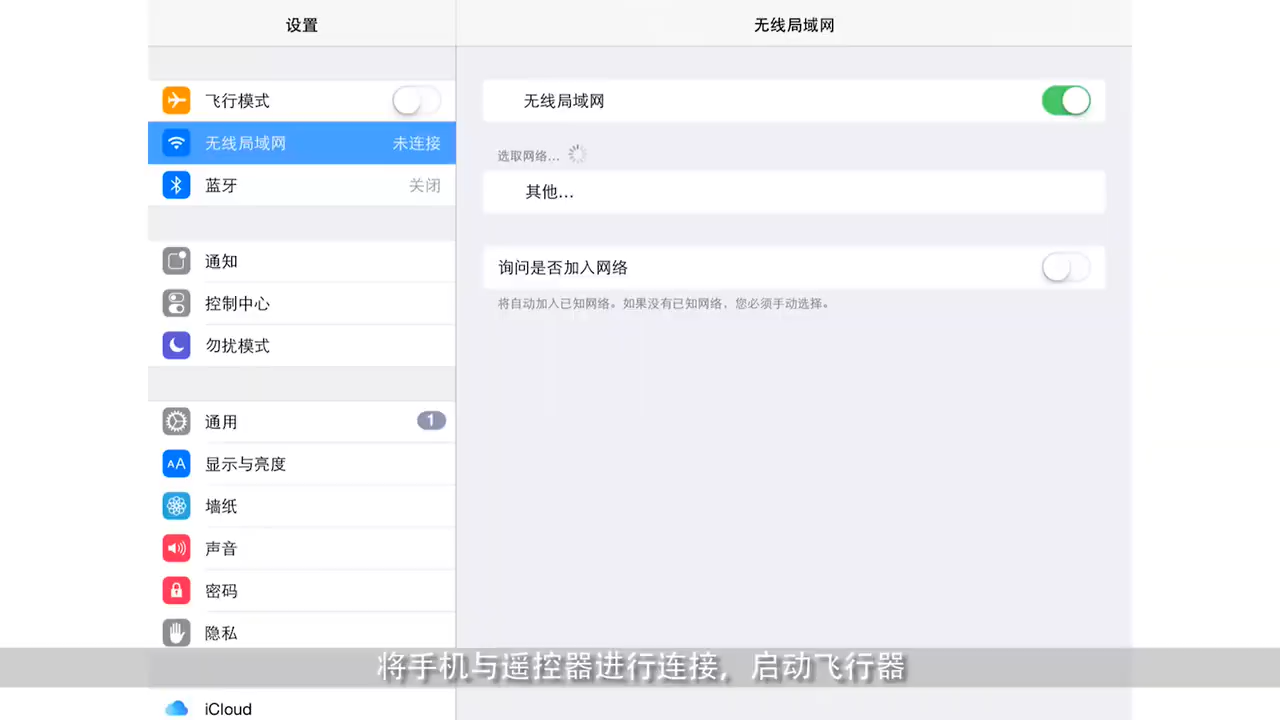 设置
飞行模式
无线局域网 未连接
蓝牙 关闭
通知
控制中心
勿扰模式
通用 1
AA 显示与亮度
墙纸
声音
密码
隐私
iCloud
无线局域网
无线局域网
选取网络...
其他...
询问是否加入网络
将自动加入已知网络。如果没有已知网络，您必须手动选择。
将手机与遥控器进行连接，启动飞行器